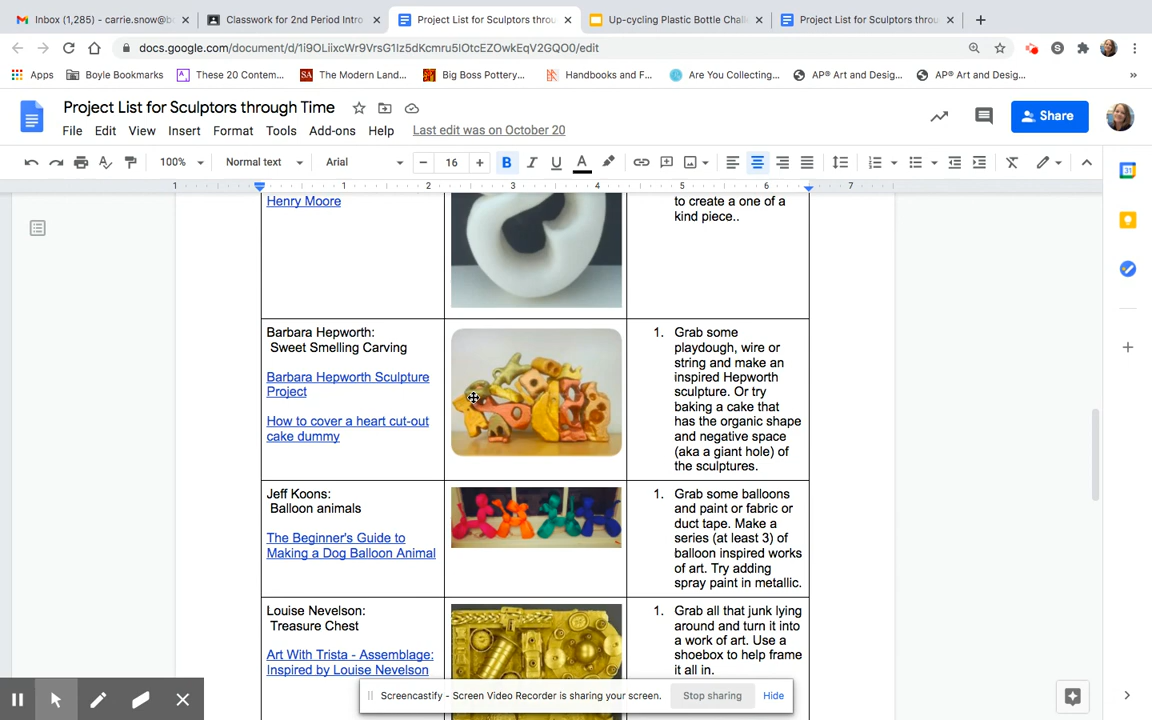 Inbox (1,285) - carrie.snow@bo
Classwork for 2nd Period Intro
Project List for Sculptors throu
Up-cycling Plastic Bottle Chall
Project List for Sculptors throu
docs.google.com/document/d/1i9OLiixcWr9VrsG1Iz5dKcmru5IOtcEZOwkEqV2GQO0/edit
Apps
Boyle Bookmarks
These 20 Contem...
The Modern Land...
Big Boss Pottery...
Handbooks and F...
Are You Collecting...
AP® Art and Desig...
AP® Art and Desig...
Project List for Sculptors through Time
File Edit View Insert Format Tools Add-ons Help
Last edit was on October 20
Share
100% Normal text Arial 16
1 1 2 3 4 5 6 7
Henry Moore
to create a one of a
kind piece..
Barbara Hepworth:
Sweet Smelling Carving
Barbara Hepworth Sculpture
Project
How to cover a heart cut-out
cake dummy
1. Grab some
playdough, wire or
string and make an
inspired Hepworth
sculpture. Or try
baking a cake that
has the organic shape
and negative space
(aka a giant hole) of
the sculptures.
Jeff Koons:
Balloon animals
The Beginner's Guide to
Making a Dog Balloon Animal
1. Grab some balloons
and paint or fabric or
duct tape. Make a
series (at least 3) of
balloon inspired works
of art. Try adding
spray paint in metallic.
Louise Nevelson:
Treasure Chest
Art With Trista - Assemblage:
Inspired by Louise Nevelson
1. Grab all that junk lying
around and turn it into
a work of art. Use a
shoebox to help frame
it all in.
Screencastify - Screen Video Recorder is sharing your screen.
Stop sharing
Hide